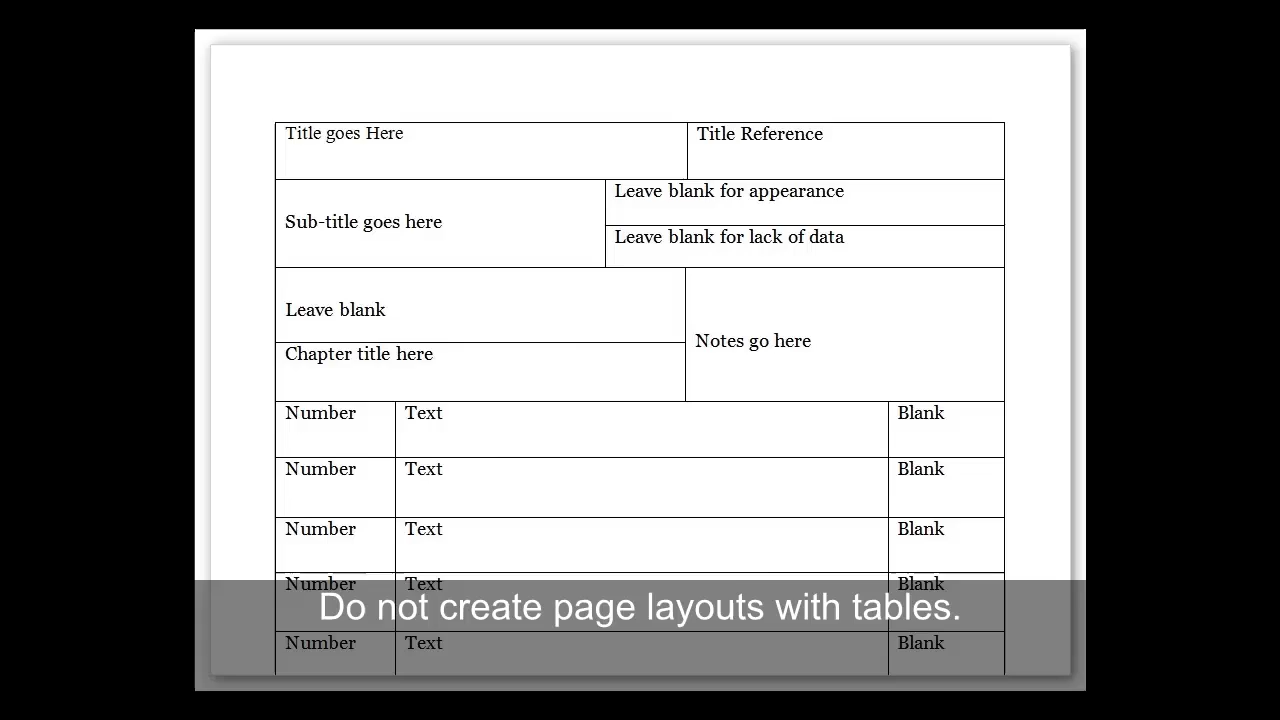 Title goes Here
Title Reference
Sub-title goes here
Leave blank for appearance
Leave blank for lack of data
Leave blank
Chapter title here
Notes go here
Number Text Blank
Number Text Blank
Number Text Blank
Number Text Blank
Do not create page layouts with tables.
Number Text Blank